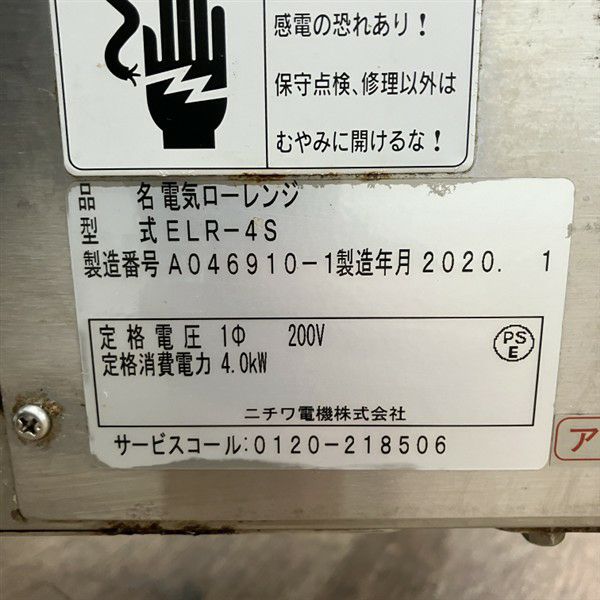 感電の恐れあり!
保守点検、修理以外は
むやみに開けるな!
品 名 電気ローレンジ
型 式 ELR-4S
製造番号 A046910-1 製造年月 2020. 1
定格電圧 1Φ 200V
PS
E
定格消費電力 4.0kW
ニチワ電機株式会社
サービスコール:0120-218506
ア